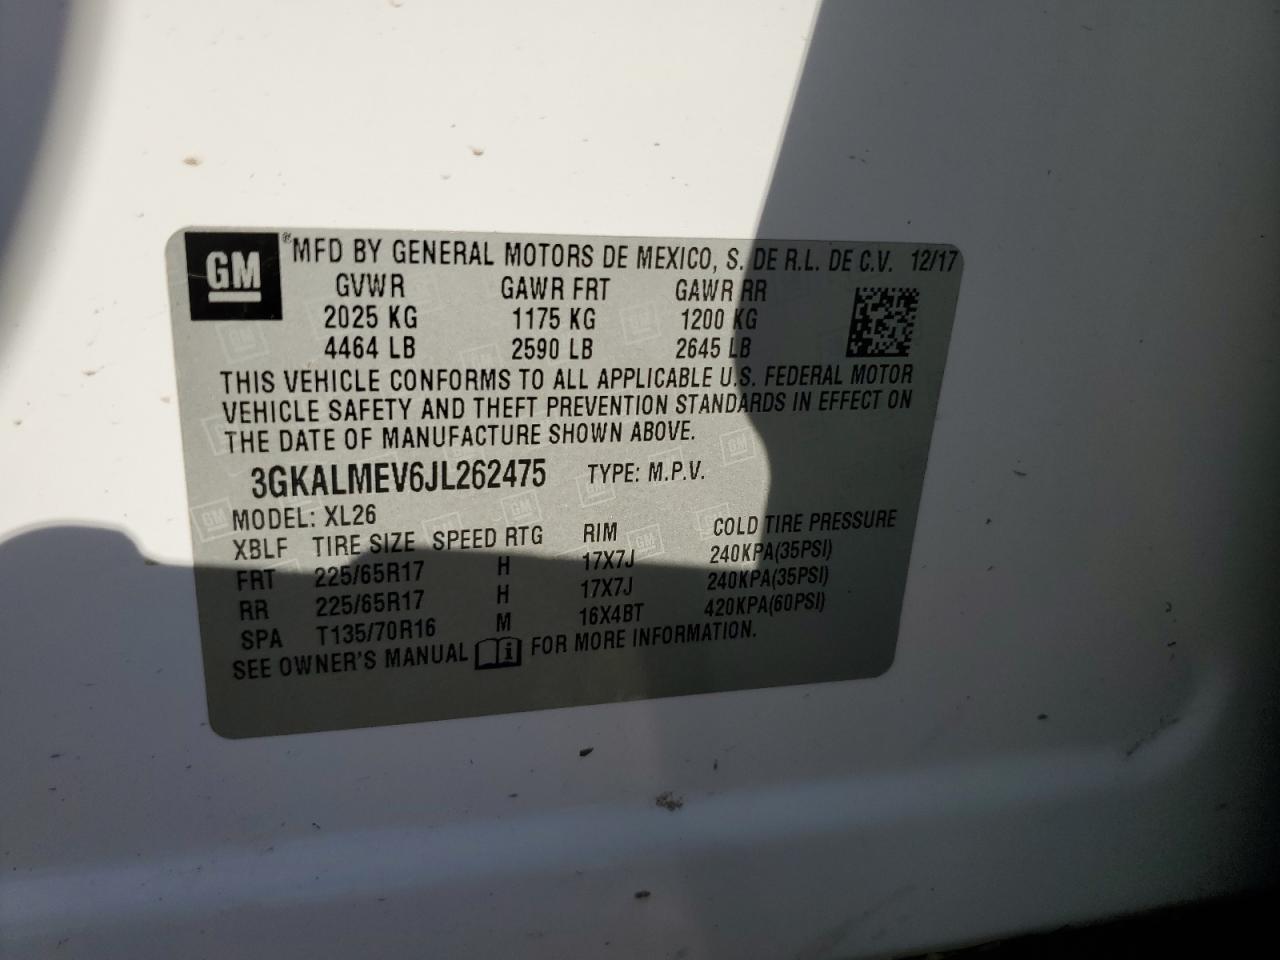 GM ® MFD BY GENERAL MOTORS DE MEXICO, S. DE R.L. DE C.V. 12/17
GVWR GAWR FRT GAWR RR
2025 KG 1175 KG 1200 KG
4464 LB 2590 LB 2645 LB
THIS VEHICLE CONFORMS TO ALL APPLICABLE U.S. FEDERAL MOTOR
VEHICLE SAFETY AND THEFT PREVENTION STANDARDS IN EFFECT ON
THE DATE OF MANUFACTURE SHOWN ABOVE.
3GKALMEV6JL262475 TYPE: M.P.V.
MODEL: XL26
XBLF TIRE SIZE SPEED RTG RIM COLD TIRE PRESSURE
FRT 225/65R17 H 17X7J 240KPA(35PSI)
RR 225/65R17 H 17X7J 240KPA(35PSI)
SPA T135/70R16 M 16X4BT 420KPA(60PSI)
SEE OWNER'S MANUAL i FOR MORE INFORMATION.